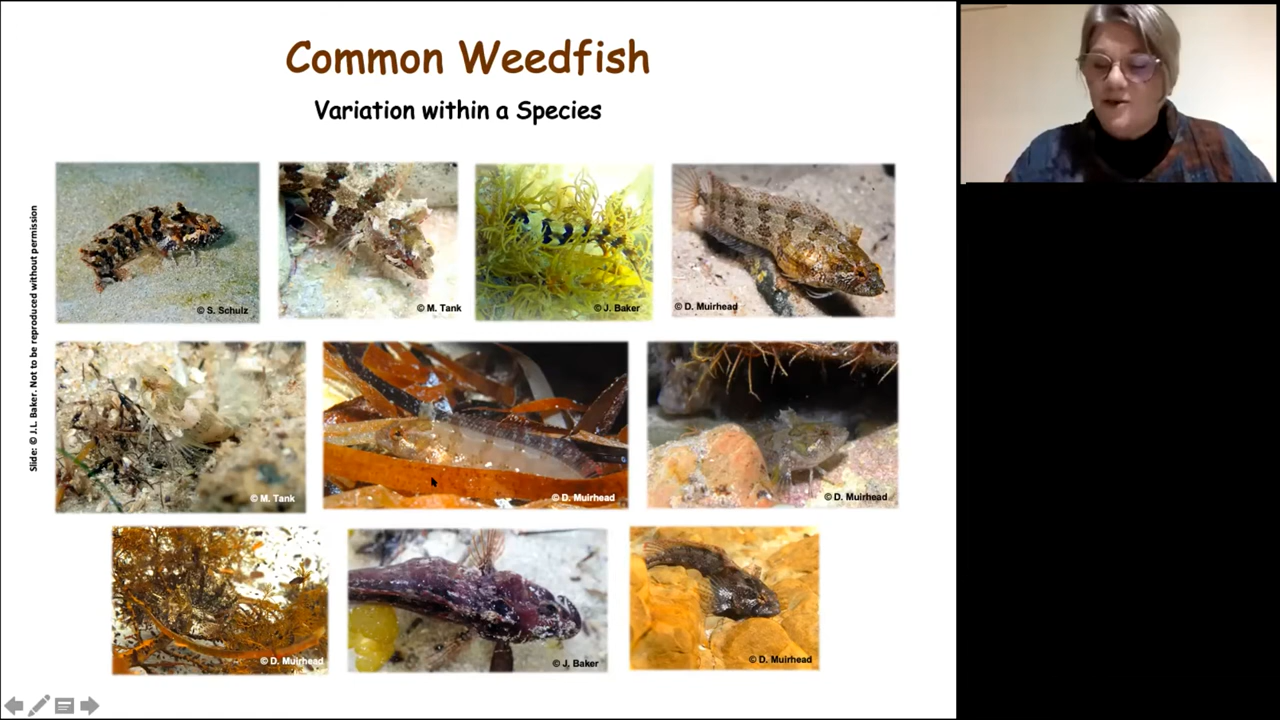 Common Weedfish
Variation within a Species
Slide: © J.L. Baker. Not to be reproduced without permission
© S. Schulz
© M. Tank
© J. Baker
© D. Muirhead
© M. Tank
© D. Muirhead
© D. Muirhead
© D. Muirhead
© J. Baker
© D. Muirhead